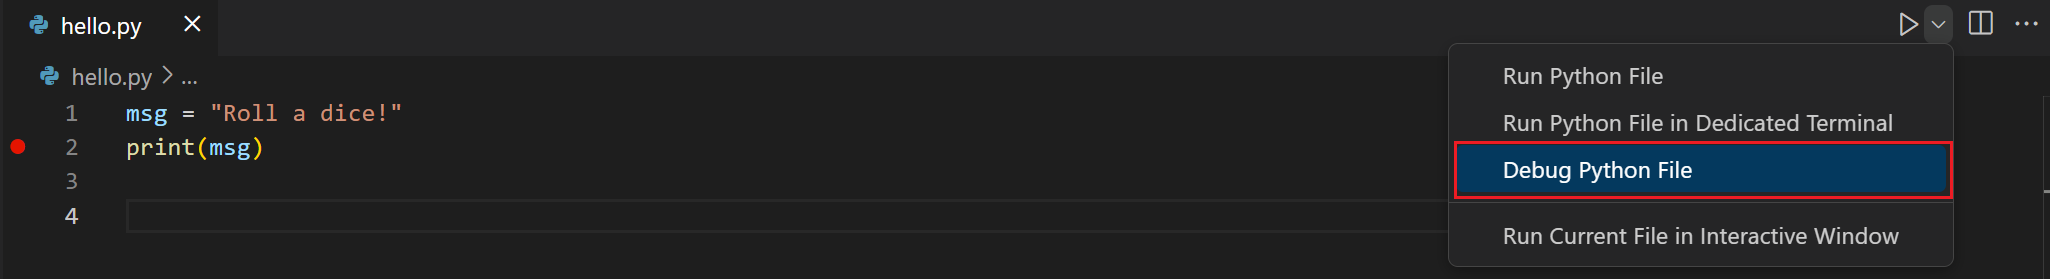 hello.py
hello.py > ...
1 msg = "Roll a dice!"
2 print(msg)
3
4
Run Python File
Run Python File in Dedicated Terminal
Debug Python File
Run Current File in Interactive Window